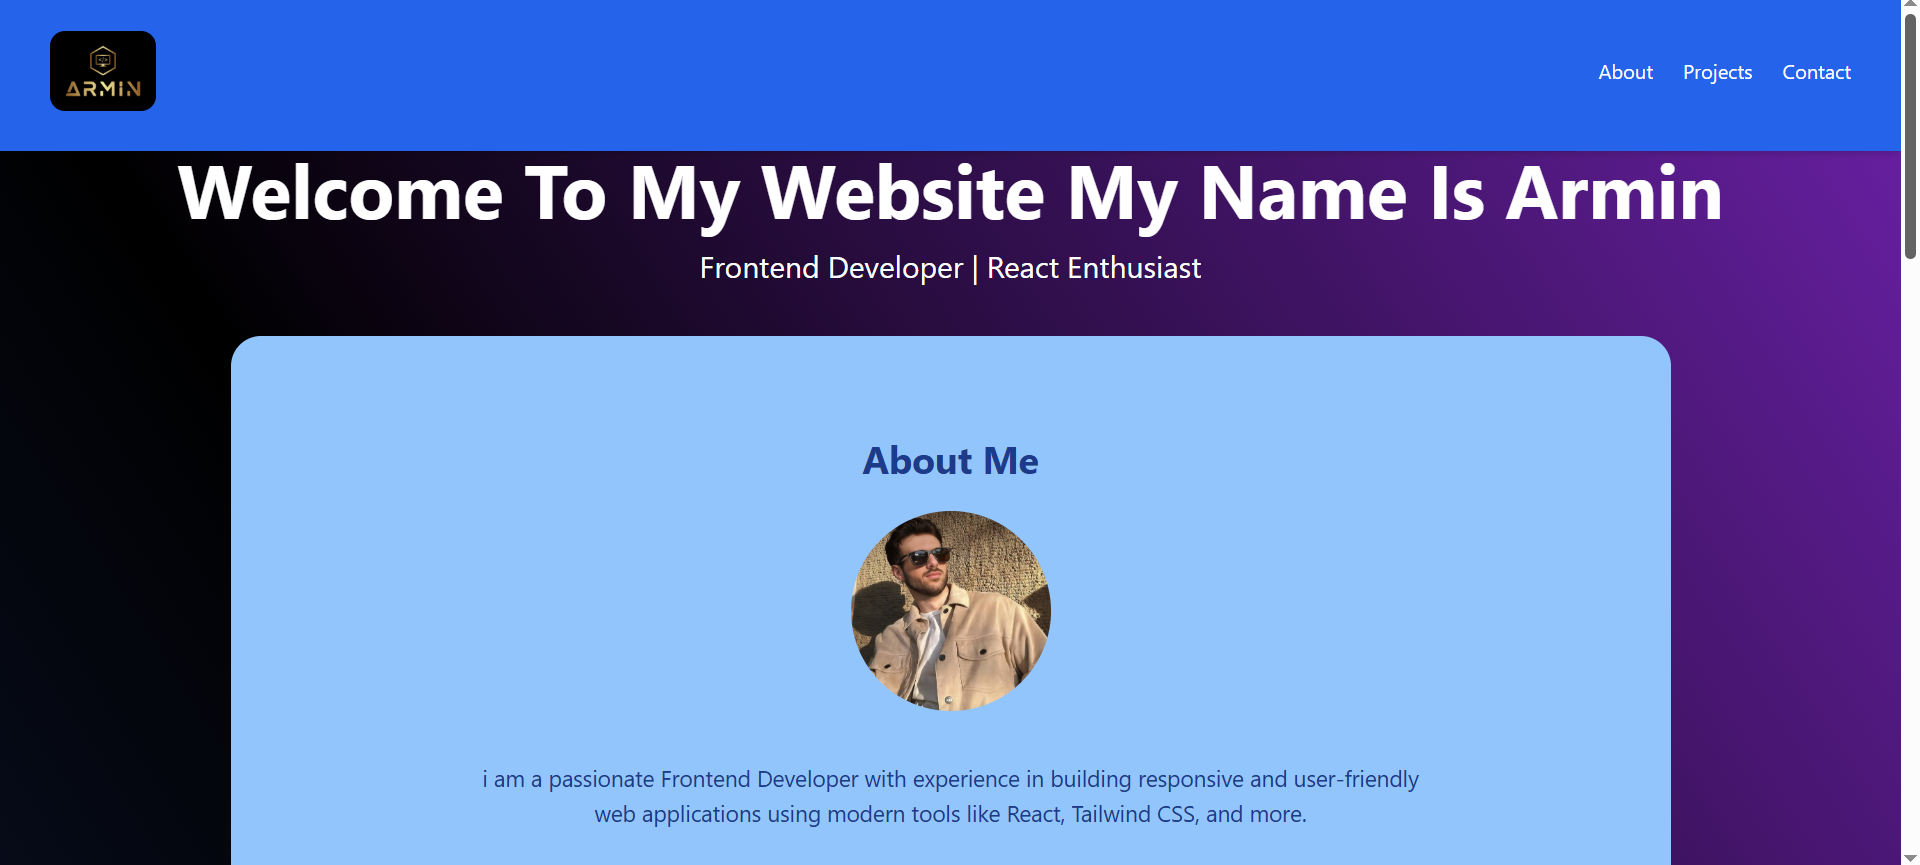 </>
ARMIN
About Projects Contact
Welcome To My Website My Name Is Armin
Frontend Developer | React Enthusiast
About Me
i am a passionate Frontend Developer with experience in building responsive and user-friendly
web applications using modern tools like React, Tailwind CSS, and more.